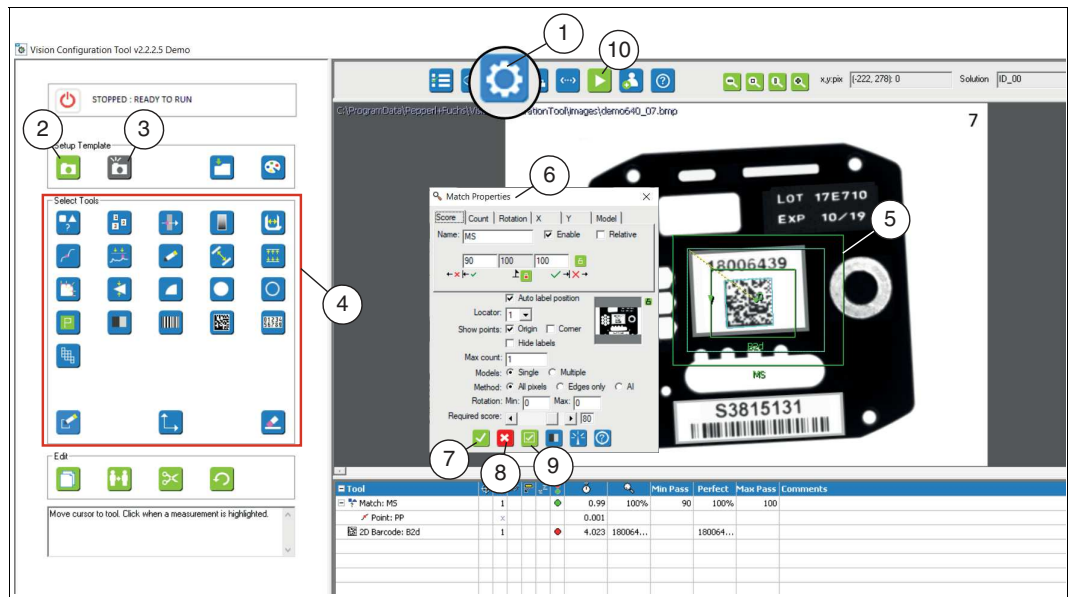 1
10
Vision Configuration Tool v2.2.2.5 Demo
x,y:pix (-222, 278): 0 Solution ID_00
STOPPED : READY TO RUN
7
2
3
Setup Template
6
Match Properties
LOT 17E710
EXP 10/19
5
Select Tools
Score Count Rotation X Y Model
Name: MS Enable Relative
90 100 100
18006439
Auto label position
4
Locator: 1
Show points: Origin Corner
Hide labels
B2d
Max count: 1
Models: Single Multiple
MS
Method: All pixels Edges only AI
Rotation: Min: 0 Max: 0
Required score: 80
S3815131
7
8
9
Edit
Tool Min Pass Perfect Max Pass Comments
Match: MS 1 0.99 100% 90 100% 100
Point: PP x 0.001
2D Barcode: B2d 1 4.023 180064... 180064...
Move cursor to tool. Click when a measurement is highlighted.